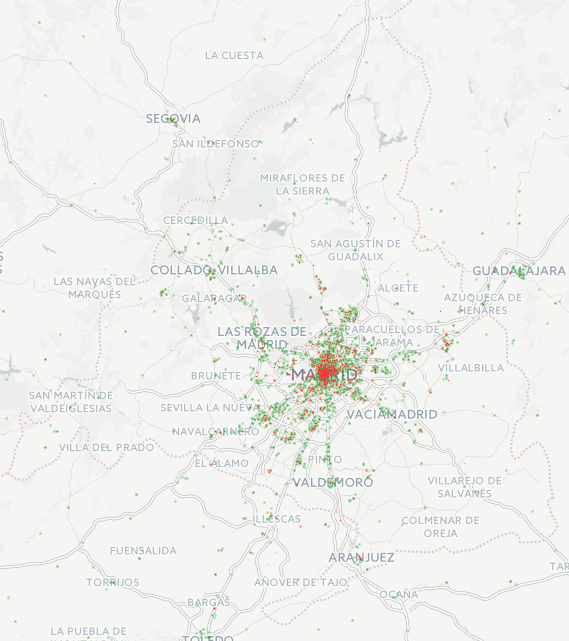 LA CUESTA
SEGOVIA
SAN ILDEFONSO
MIRAFLORES DE
LA SIERRA
CERCEDILLA
SAN AGUSTÍN DE
GUADALIX
COLLADO VILLALBA
GUADALAJARA
S
S
LAS NAVAS DEL
MARQUÉS
GALAPAGAR
ALGETE
AZUQUECA DE
HENARES
LAS ROZAS DE
MADRID
PARACUELLOS DE
JARAMA
BRUNETE
MADRID
VILLALBILLA
SAN MARTÍN DE
VALDEIGLESIAS
SEVILLA LA NUEVA
VACIAMADRID
NAVALCARNERO
VILLA DEL PRADO
EL ÁLAMO
PINTO
VALDEMORO
VILLAREJO DE
SALVANÉS
ILLESCAS
COLMENAR DE
OREJA
FUENSALIDA
ARANJUEZ
TAR
TORRIJOS
AÑOVER DE TAJO
OCAÑA
BARGAS
LA PUEBLA DE
TOLEDO